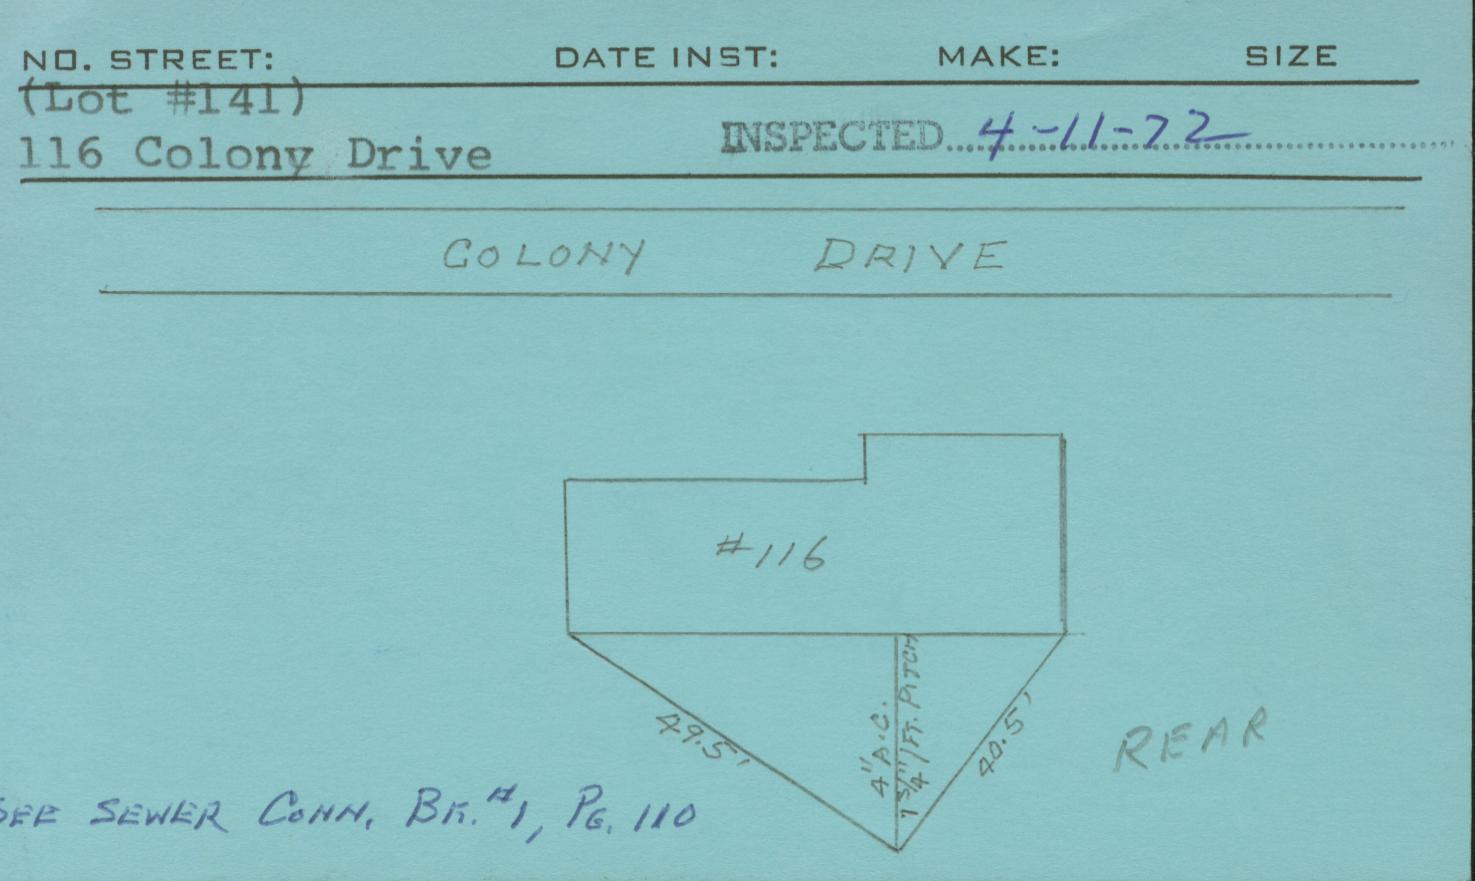 NO. STREET: DATE INST: MAKE: SIZE
(Lot #141)
116 Colony Drive INSPECTED 4-11-72
COLONY DRIVE
#116
49.5'
4" A.C.
1 3/4"/FT. PITCH
40.5'
REAR
SEE SEWER CONN. BK. #1, PG. 110